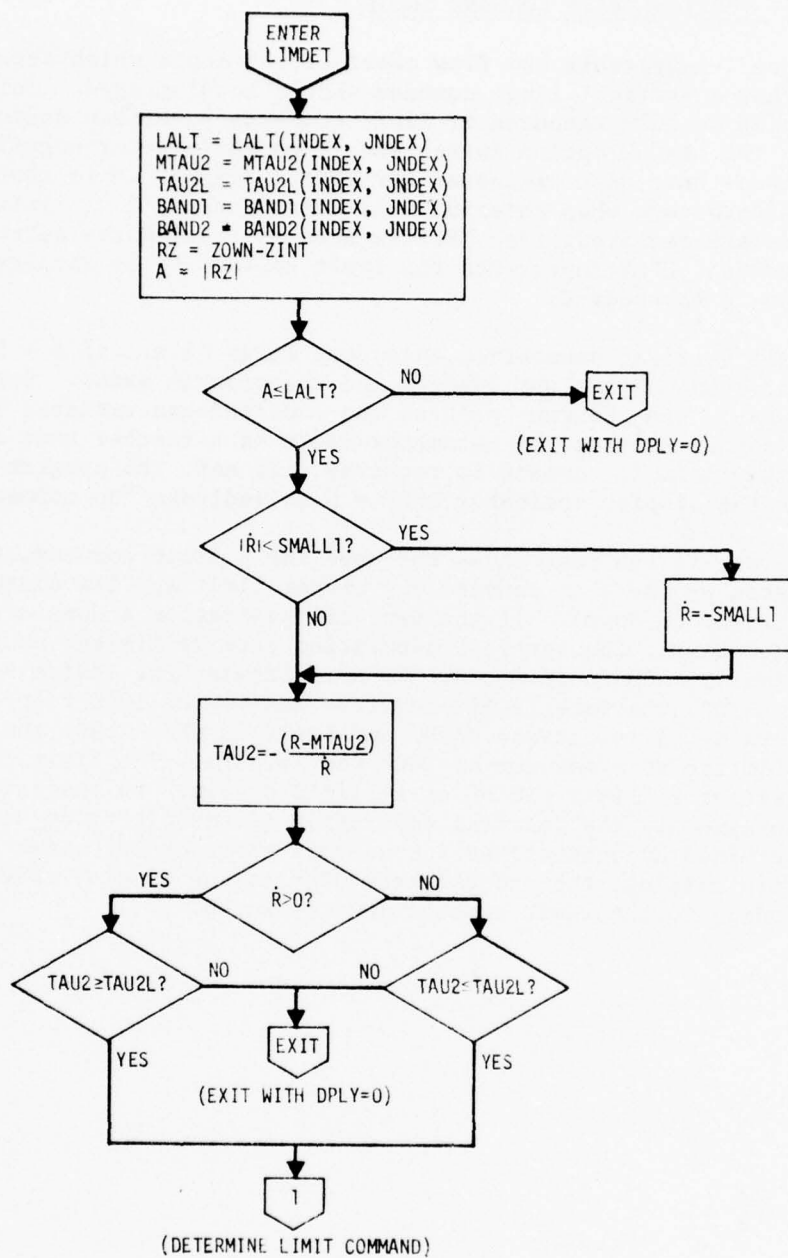 ENTER
LIMDET
LALT = LALT(INDEX, JNDEX)
MTAU2 = MTAU2(INDEX, JNDEX)
TAU2L = TAU2L(INDEX, JNDEX)
BAND1 = BAND1(INDEX, JNDEX)
BAND2 = BAND2(INDEX, JNDEX)
RZ = ZOWN-ZINT
A = |RZ|
A≤LALT?
NO
EXIT
(EXIT WITH DPLY=0)
YES
|Ṙ|< SMALL1?
YES
Ṙ=-SMALL1
NO
TAU2=-(R-MTAU2)
Ṙ
Ṙ>0?
YES
NO
TAU2≥TAU2L?
NO
NO
TAU2≤TAU2L?
YES
EXIT
YES
(EXIT WITH DPLY=0)
1
(DETERMINE LIMIT COMMAND)